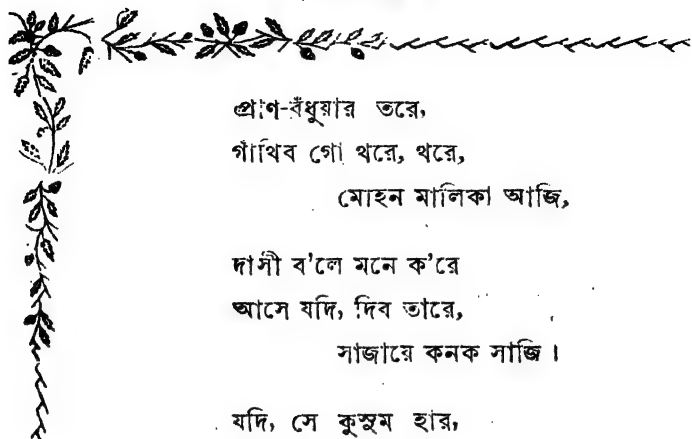 প্রাণ-বঁধুয়ার তরে,
গাঁথিব গো থরে, থরে,
মোহন মালিকা আজি,
দাসী ব'লে মনে ক'রে
আসে যদি, দিব তারে,
সাজায়ে কনক সাজি।
যদি, সে কুসুম হার,